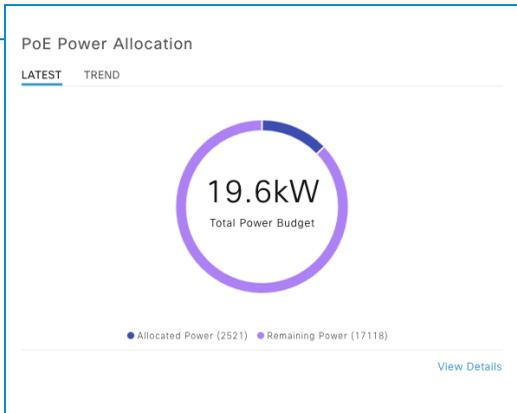 PoE Power Allocation
LATEST TREND
19.6kW
Total Power Budget
Allocated Power (2521) Remaining Power (17118)
View Details